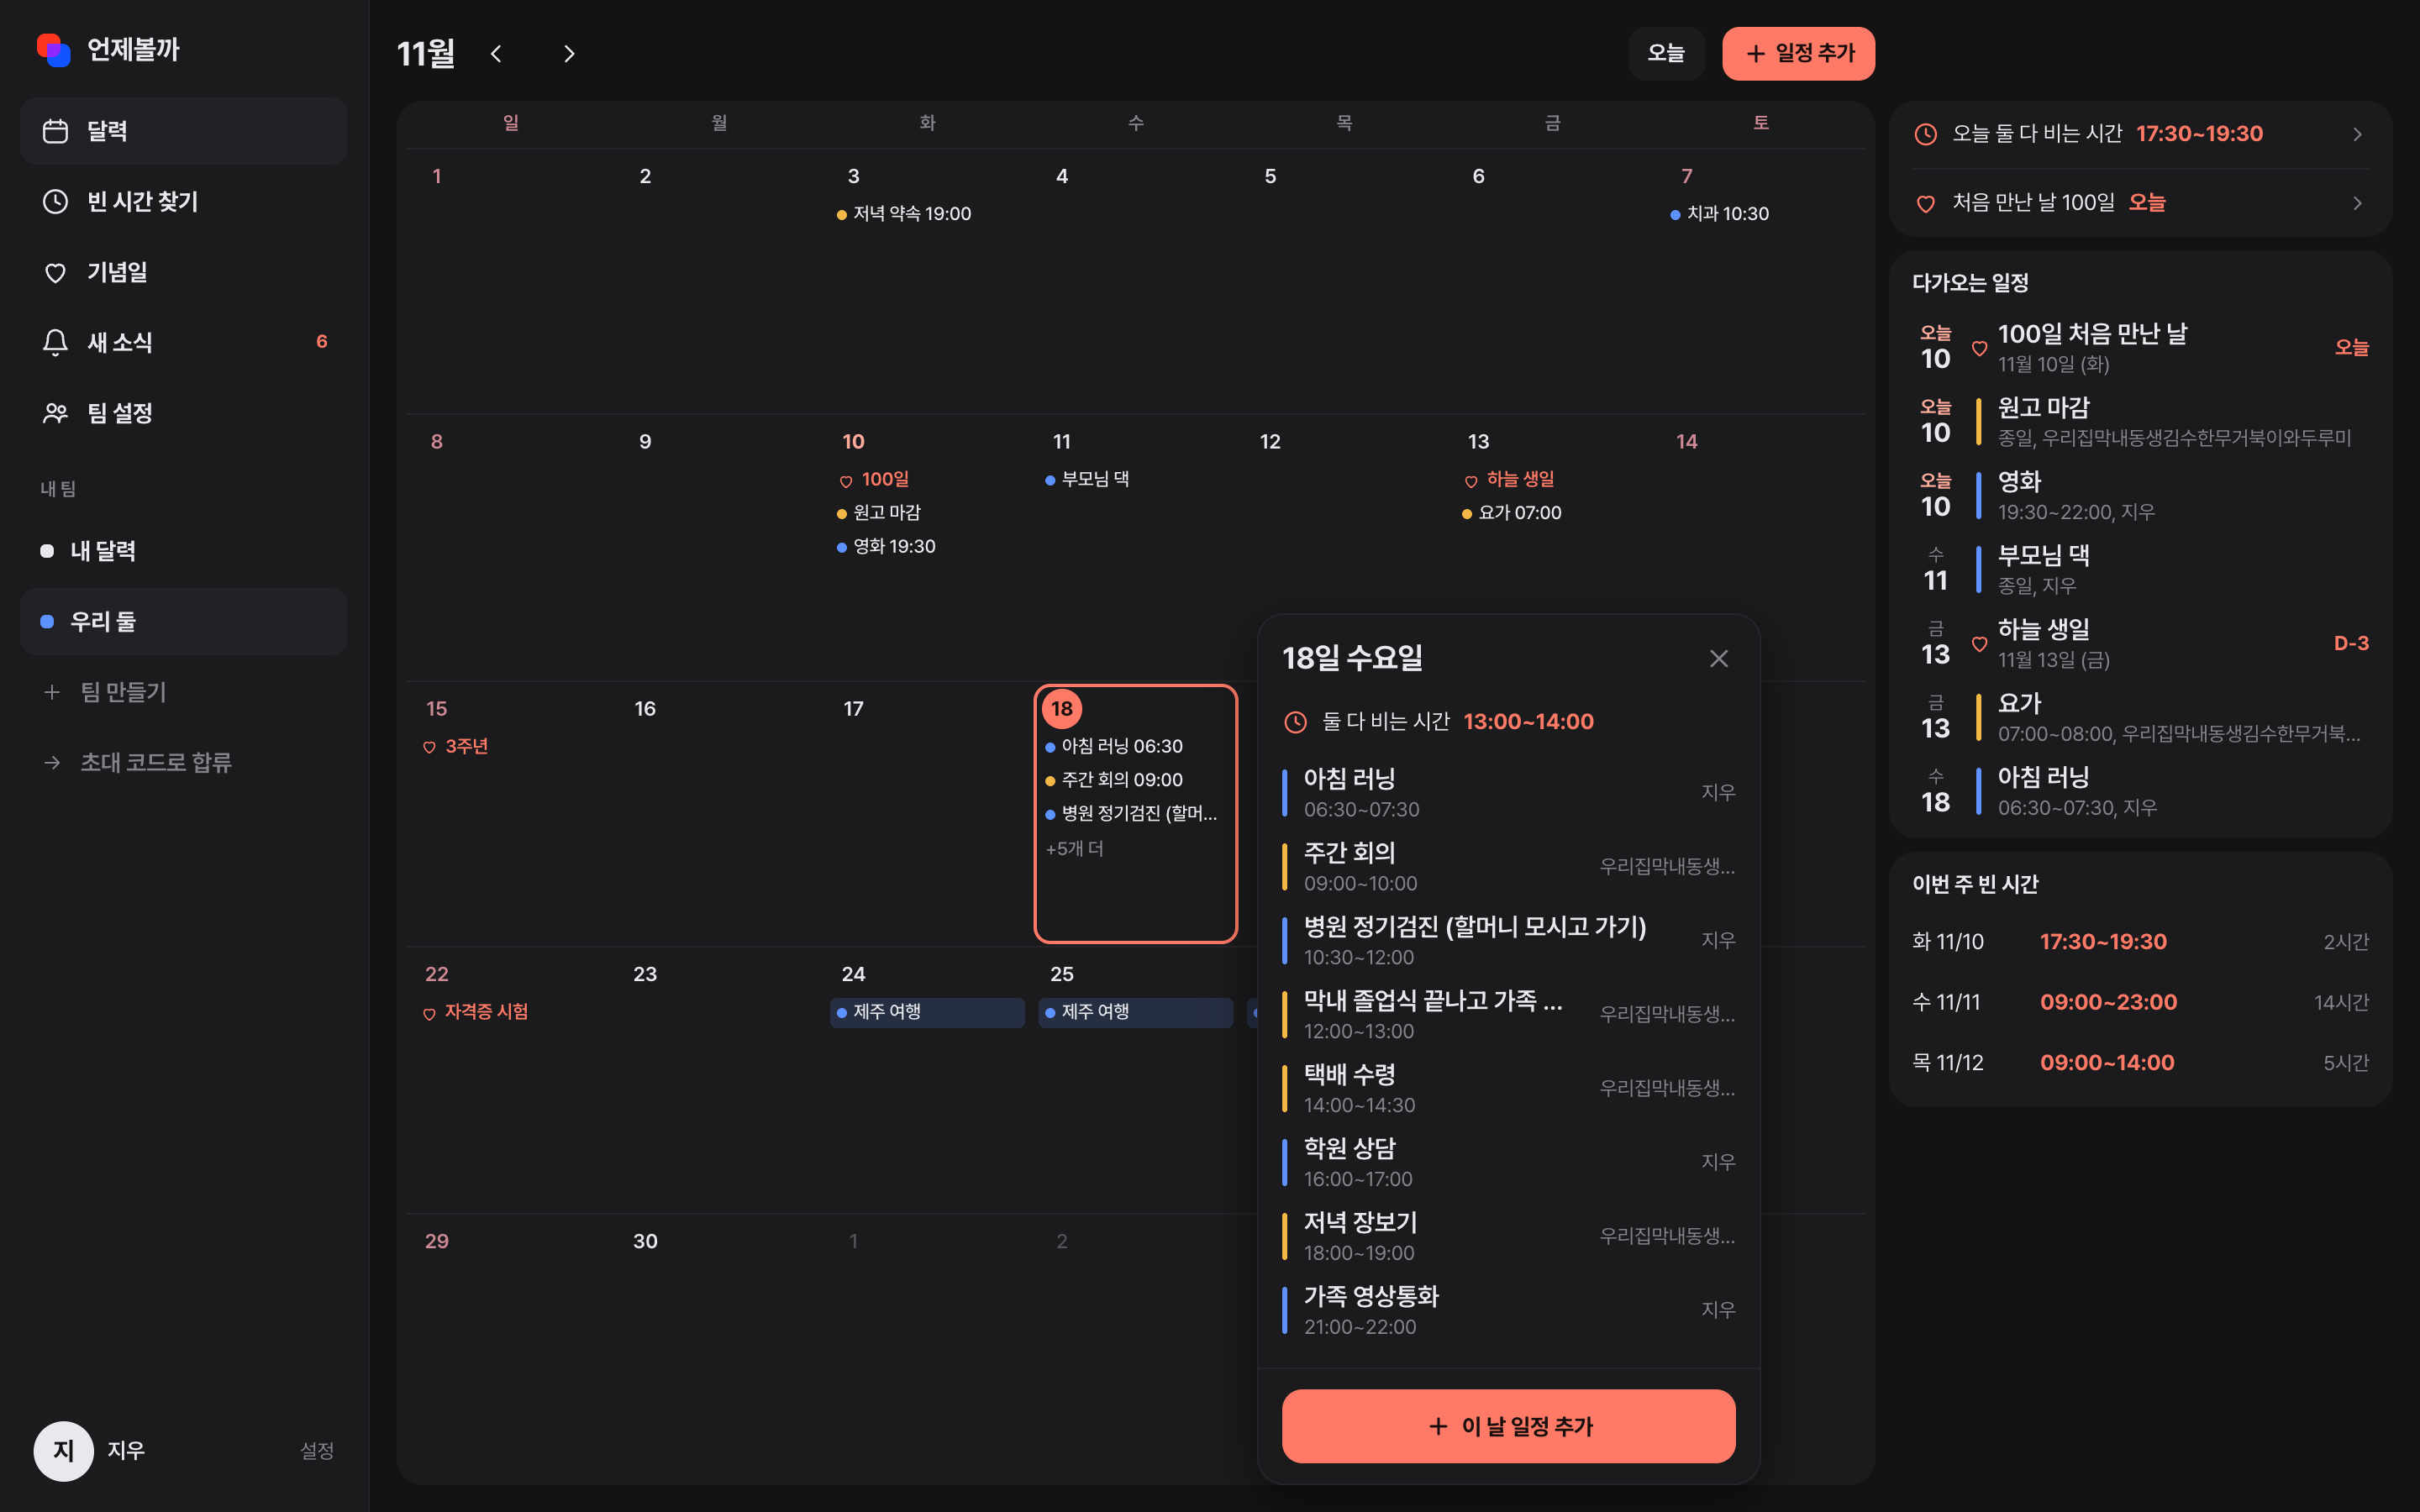 언제볼까
달력
빈 시간 찾기
기념일
새 소식 6
팀 설정
내 팀
내 달력
우리 둘
팀 만들기
초대 코드로 합류
지 지우 설정
11월
오늘 + 일정 추가
일 월 화 수 목 금 토
1 2 3 4 5 6 7
저녁 약속 19:00 치과 10:30
8 9 10 11 12 13 14
100일 부모님 댁 하늘 생일
원고 마감 요가 07:00
영화 19:30
15 16 17 18
3주년 아침 러닝 06:30
주간 회의 09:00
병원 정기검진 (할머...
+5개 더
22 23 24 25
자격증 시험 제주 여행 제주 여행
29 30 1 2
18일 수요일
둘 다 비는 시간 13:00~14:00
아침 러닝
06:30~07:30 지우
주간 회의
09:00~10:00 우리집막내동생...
병원 정기검진 (할머니 모시고 가기)
10:30~12:00 지우
막내 졸업식 끝나고 가족 ...
12:00~13:00 우리집막내동생...
택배 수령
14:00~14:30 우리집막내동생...
학원 상담
16:00~17:00 지우
저녁 장보기
18:00~19:00 우리집막내동생...
가족 영상통화
21:00~22:00 지우
+ 이 날 일정 추가
오늘 둘 다 비는 시간 17:30~19:30
처음 만난 날 100일 오늘
다가오는 일정
오늘 10 100일 처음 만난 날 오늘
11월 10일 (화)
오늘 10 원고 마감
종일, 우리집막내동생김수한무거북이와두루미
오늘 10 영화
19:30~22:00, 지우
수 11 부모님 댁
종일, 지우
금 13 하늘 생일 D-3
11월 13일 (금)
금 13 요가
07:00~08:00, 우리집막내동생김수한무거북...
수 18 아침 러닝
06:30~07:30, 지우
이번 주 빈 시간
화 11/10 17:30~19:30 2시간
수 11/11 09:00~23:00 14시간
목 11/12 09:00~14:00 5시간